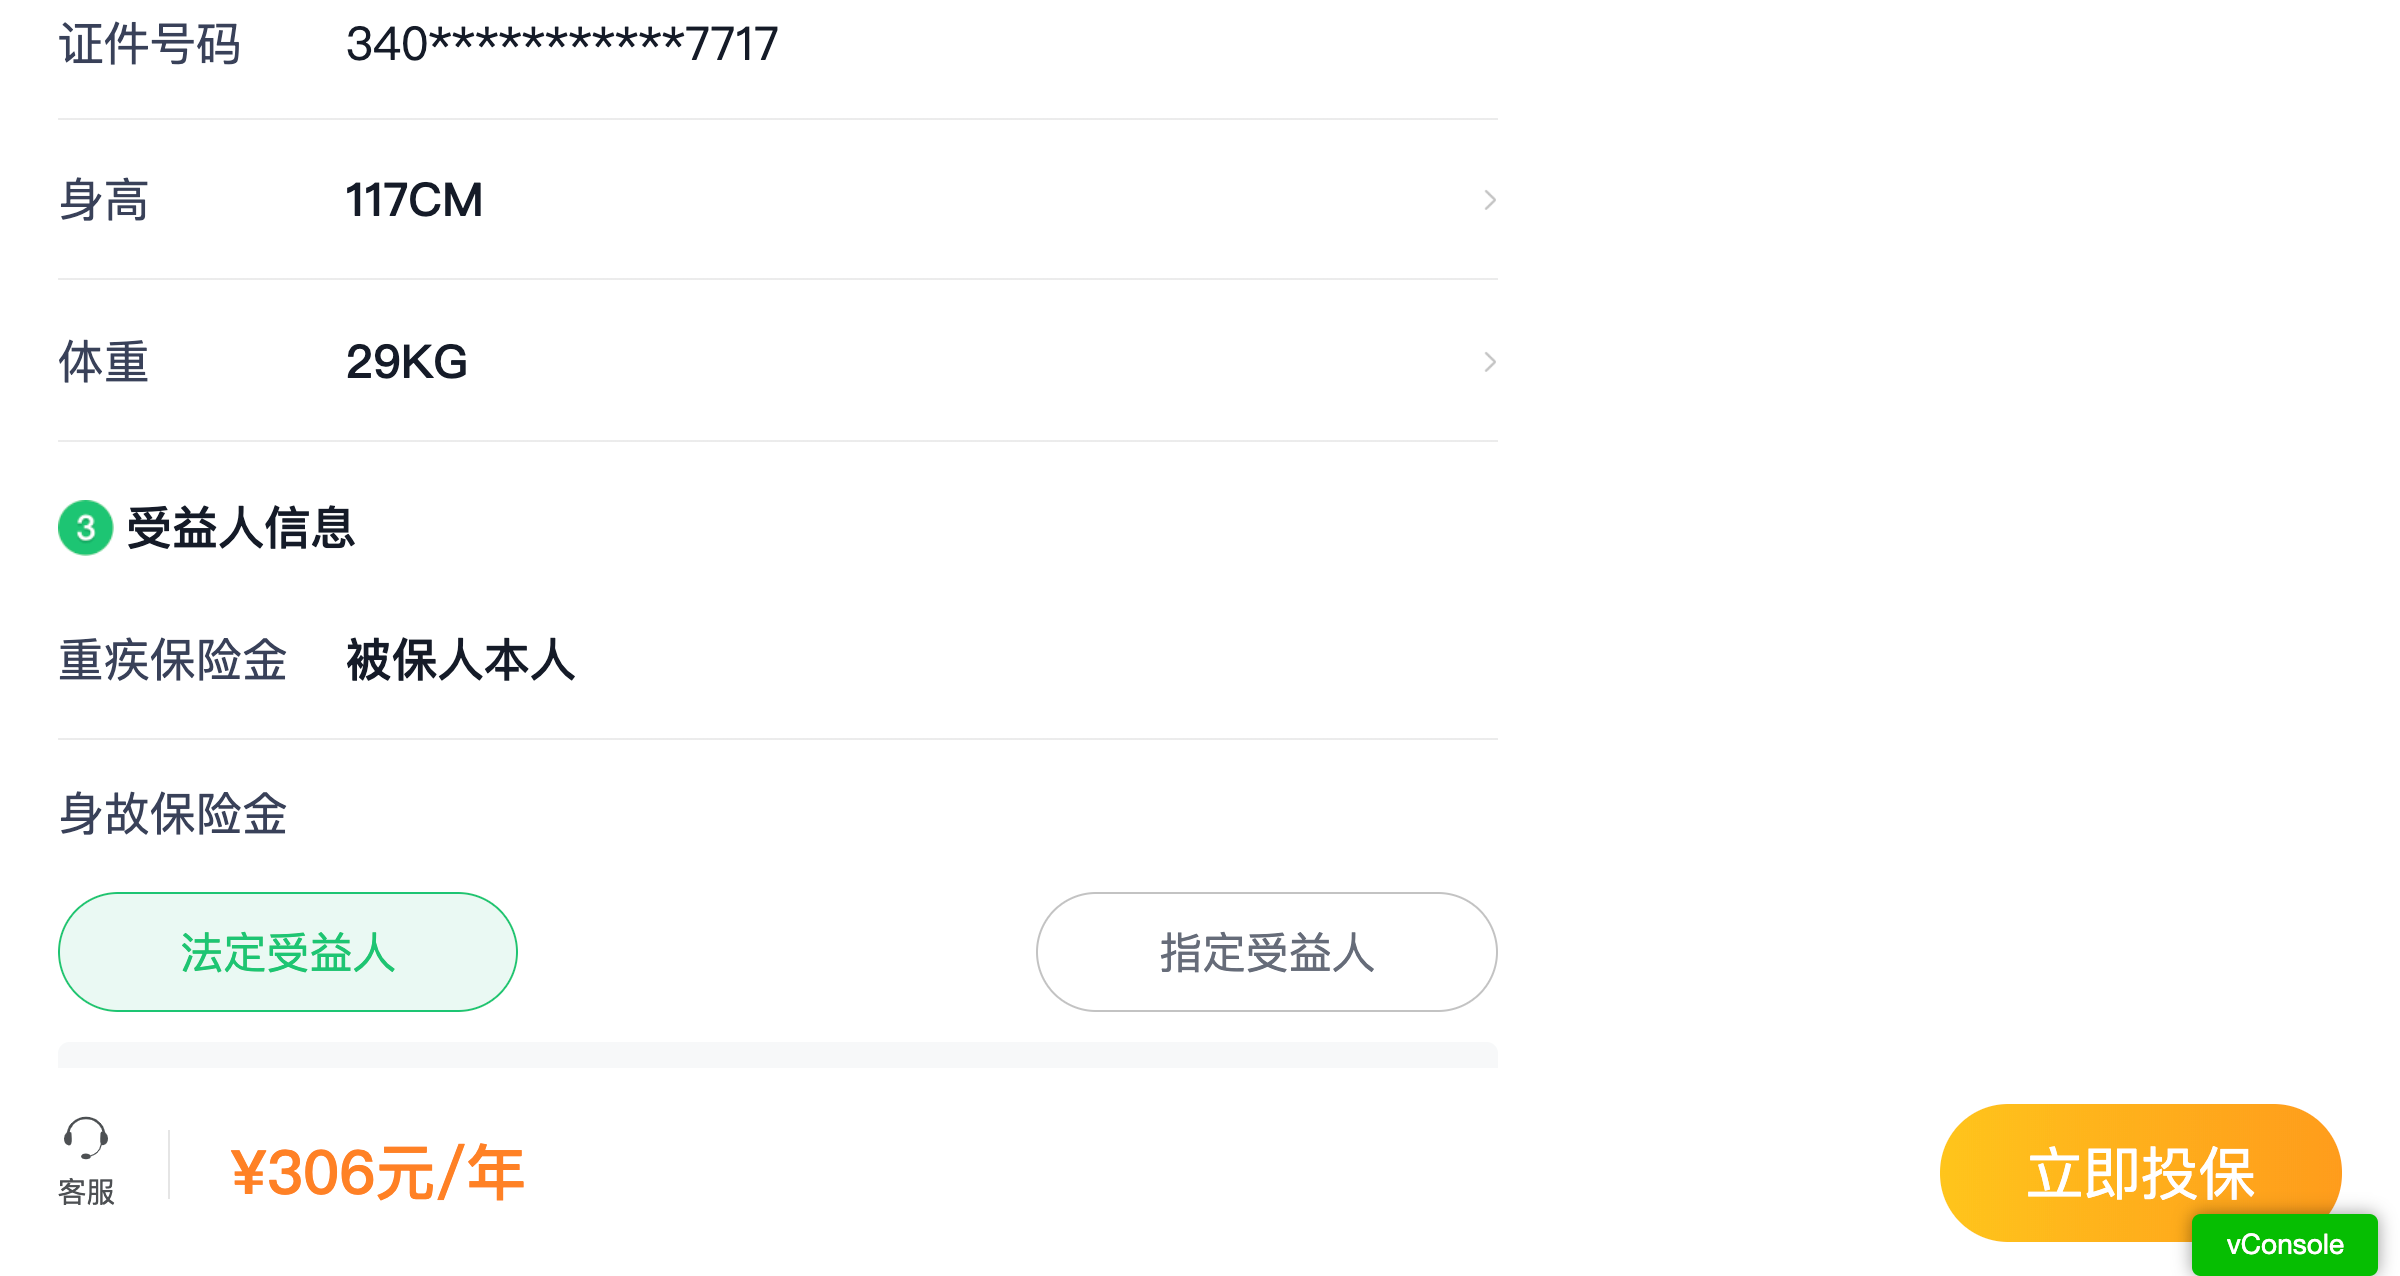 证件号码 340***********7717
身高 117CM
体重 29KG
3 受益人信息
重疾保险金 被保人本人
身故保险金
法定受益人 指定受益人
客服 ¥306元/年 立即投保
vConsole